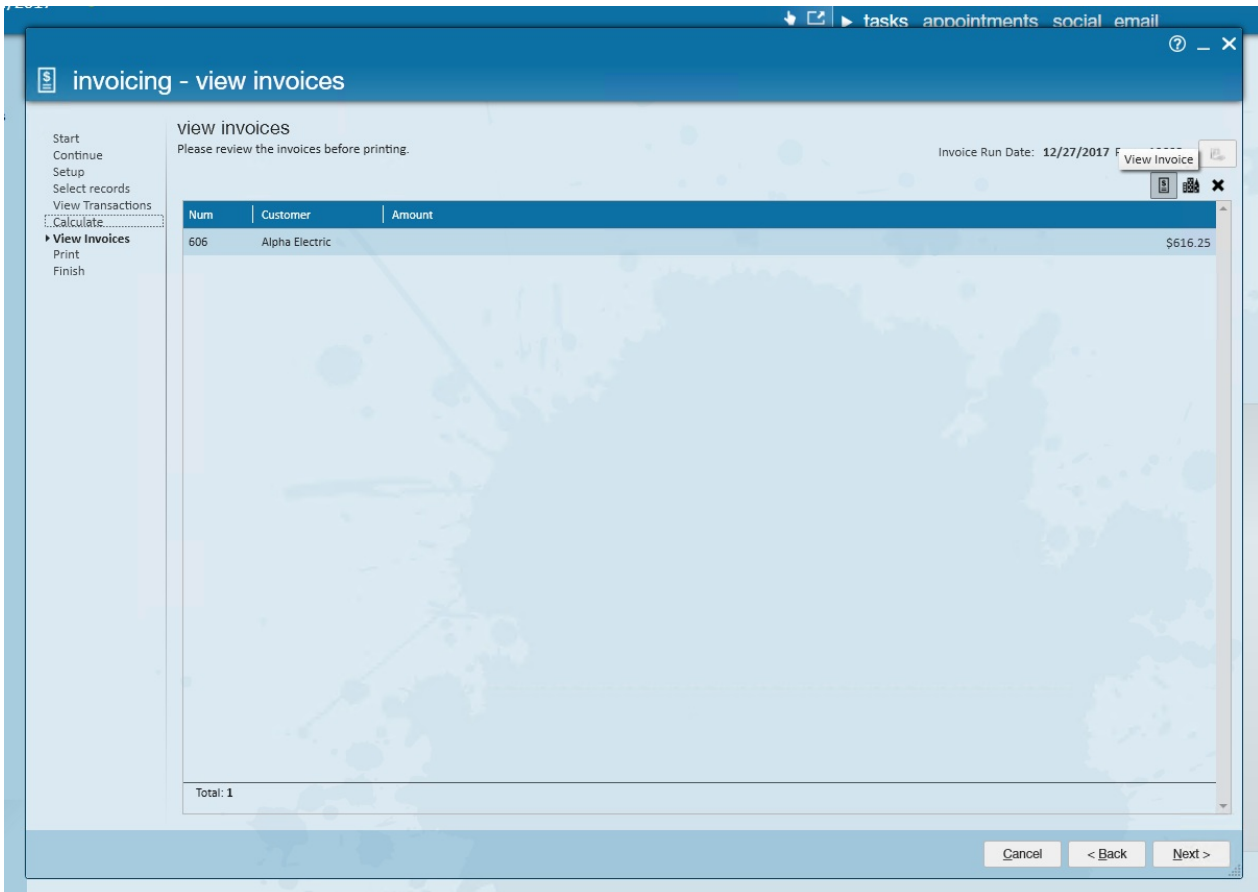 tasks appointments social email
invoicing - view invoices
Start
Continue
Setup
Select records
View Transactions
Calculate
View Invoices
Print
Finish
view invoices
Please review the invoices before printing.
Invoice Run Date: 12/27/2017
View Invoice
Num Customer Amount
606 Alpha Electric $616.25
Total: 1
Cancel < Back Next >